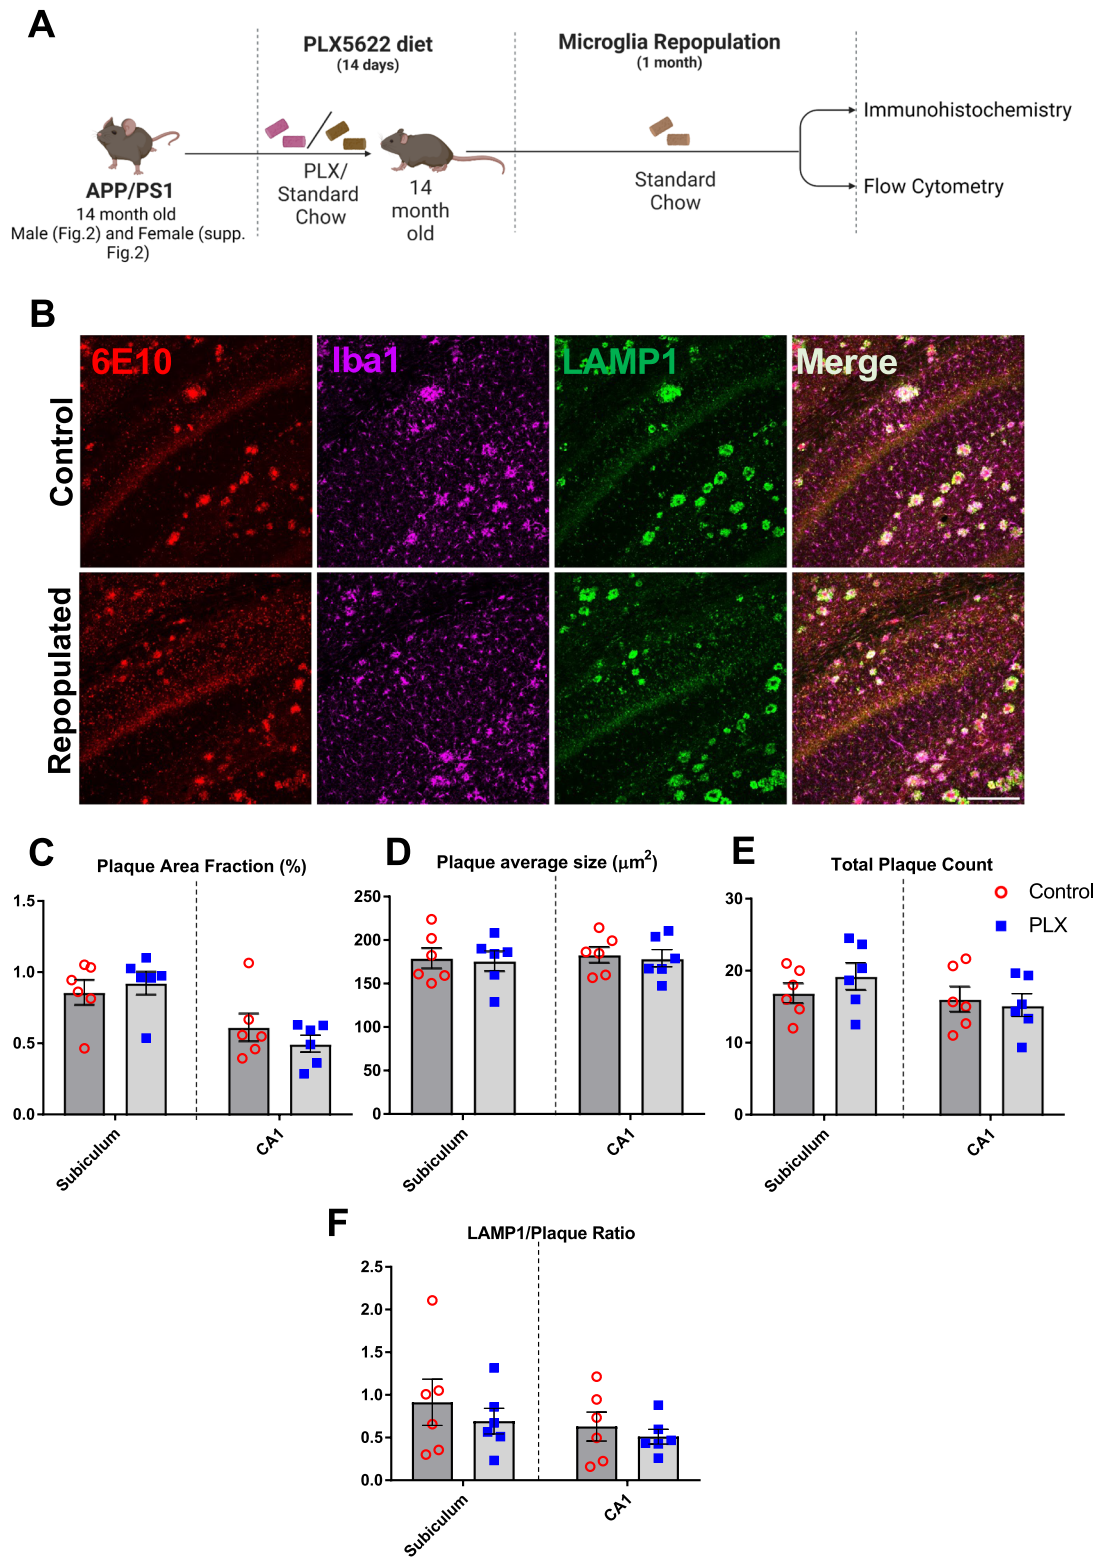 A
PLX5622 diet
(14 days)
Microglia Repopulation
(1 month)
APP/PS1
14 month old
Male (Fig.2) and Female (supp.
Fig.2)
PLX/
Standard
Chow
14
month
old
Standard
Chow
Immunohistochemistry
Flow Cytometry
B
6E10
Iba1
LAMP1
Merge
Control
Repopulated
C
Plaque Area Fraction (%)
1.5
1.0
0.5
0.0
Subiculum
CA1
D
Plaque average size (μm²)
250
200
150
100
50
0
Subiculum
CA1
E
Total Plaque Count
30
20
10
0
Subiculum
CA1
Control
PLX
F
LAMP1/Plaque Ratio
2.5
2.0
1.5
1.0
0.5
0.0
Subiculum
CA1